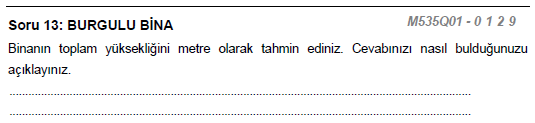 Soru 13: BURGULU BİNA
M535Q01 - 0 1 2 9
Binanın toplam yüksekliğini metre olarak tahmin ediniz. Cevabınızı nasıl bulduğunuzu
açıklayınız.